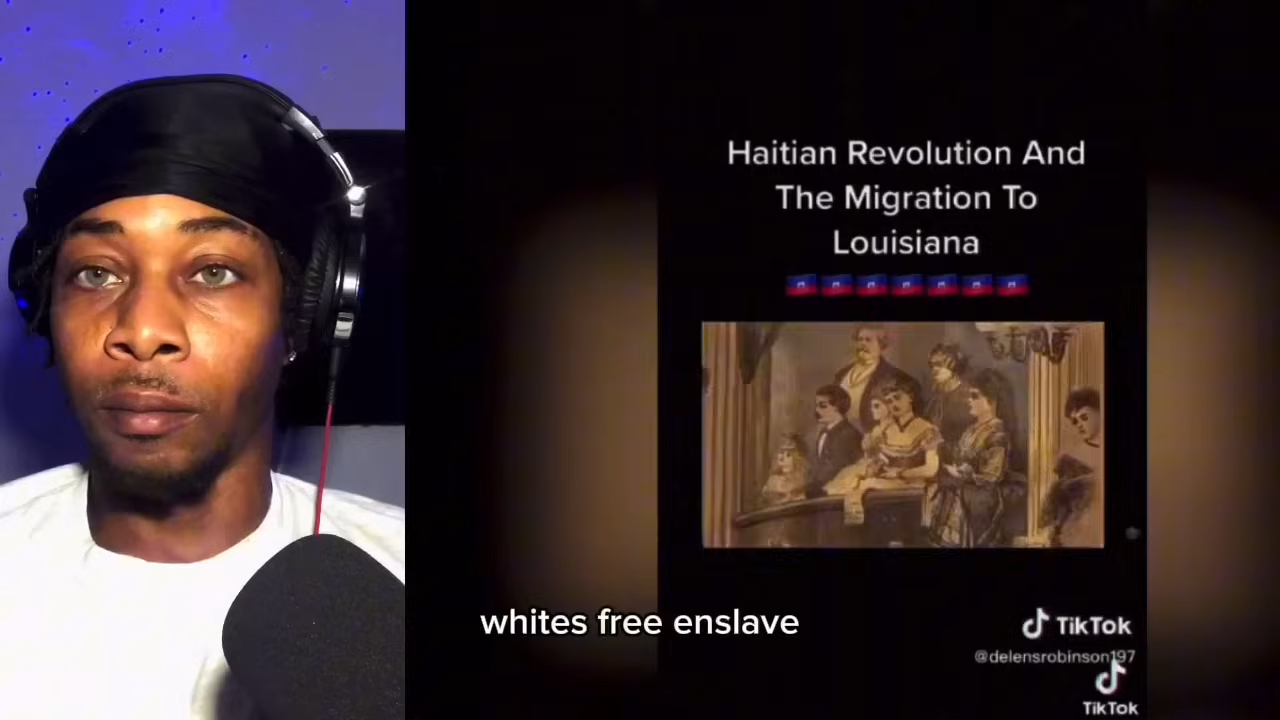 Haitian Revolution And
The Migration To
Louisiana
whites free enslave
TikTok
@delensrobinson197
TikTok